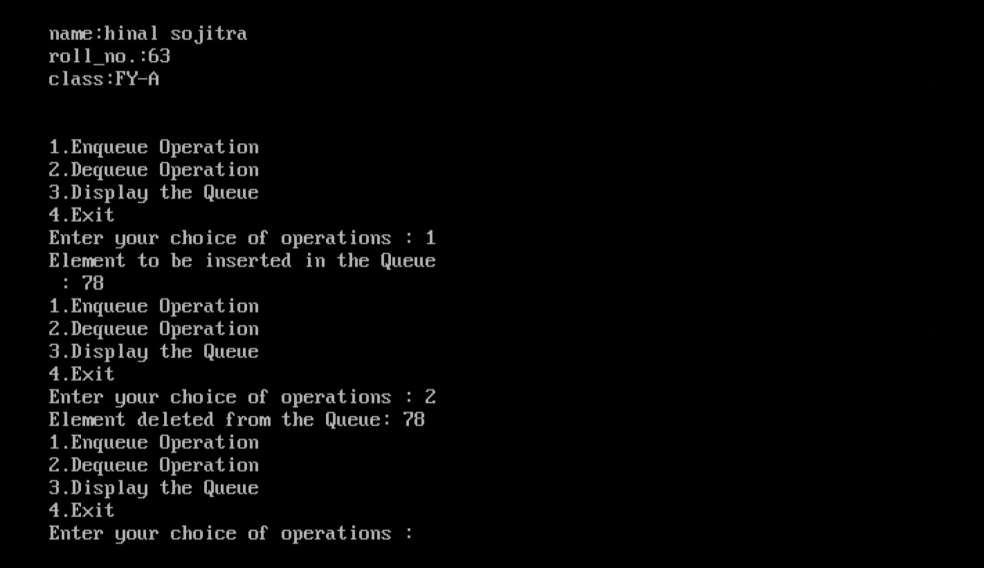 name:hinal sojitra
roll_no.:63
class:FY-A
1.Enqueue Operation
2.Dequeue Operation
3.Display the Queue
4.Exit
Enter your choice of operations : 1
Element to be inserted in the Queue
 : 78
1.Enqueue Operation
2.Dequeue Operation
3.Display the Queue
4.Exit
Enter your choice of operations : 2
Element deleted from the Queue: 78
1.Enqueue Operation
2.Dequeue Operation
3.Display the Queue
4.Exit
Enter your choice of operations :